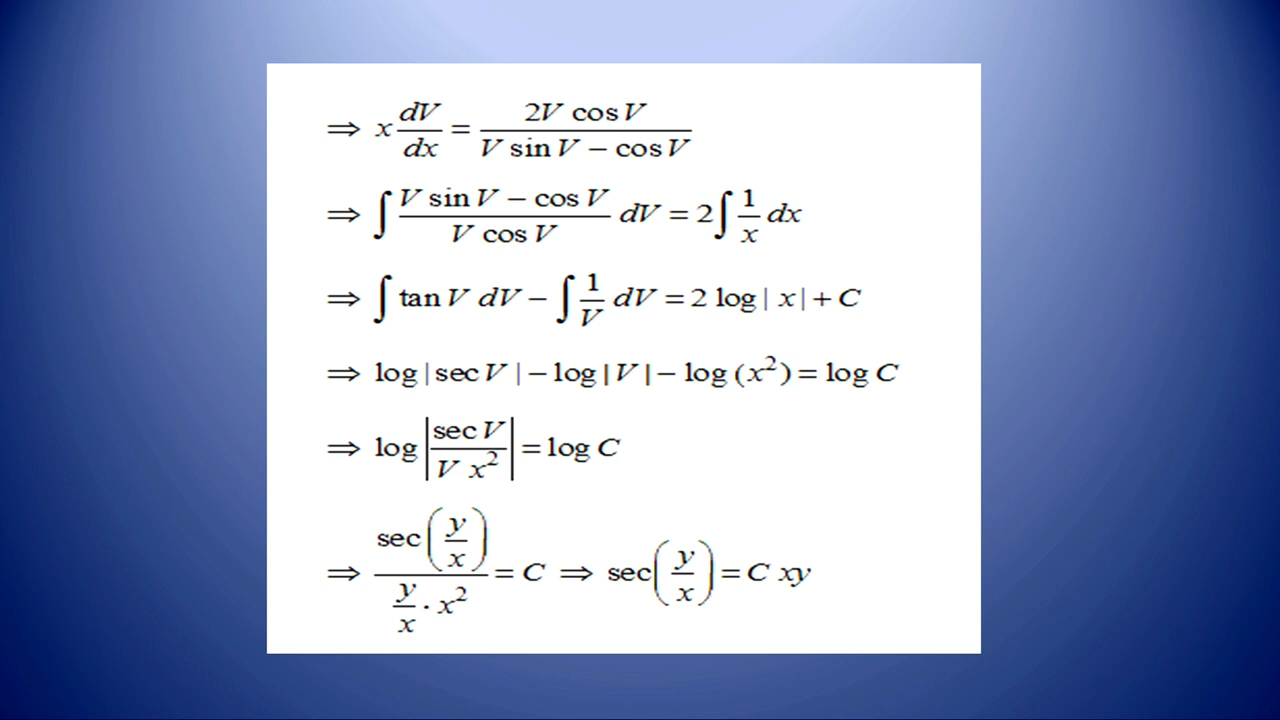 ⇒ x dV/dx = (2V cos V)/(V sin V − cos V)
⇒ ∫ (V sin V − cos V)/(V cos V) dV = 2∫ 1/x dx
⇒ ∫ tan V dV − ∫ 1/V dV = 2 log | x | + C
⇒ log | sec V | − log | V | − log (x²) = log C
⇒ log | sec V/(V x²) | = log C
⇒ sec(y/x)/(y/x · x²) = C ⇒ sec(y/x) = C xy